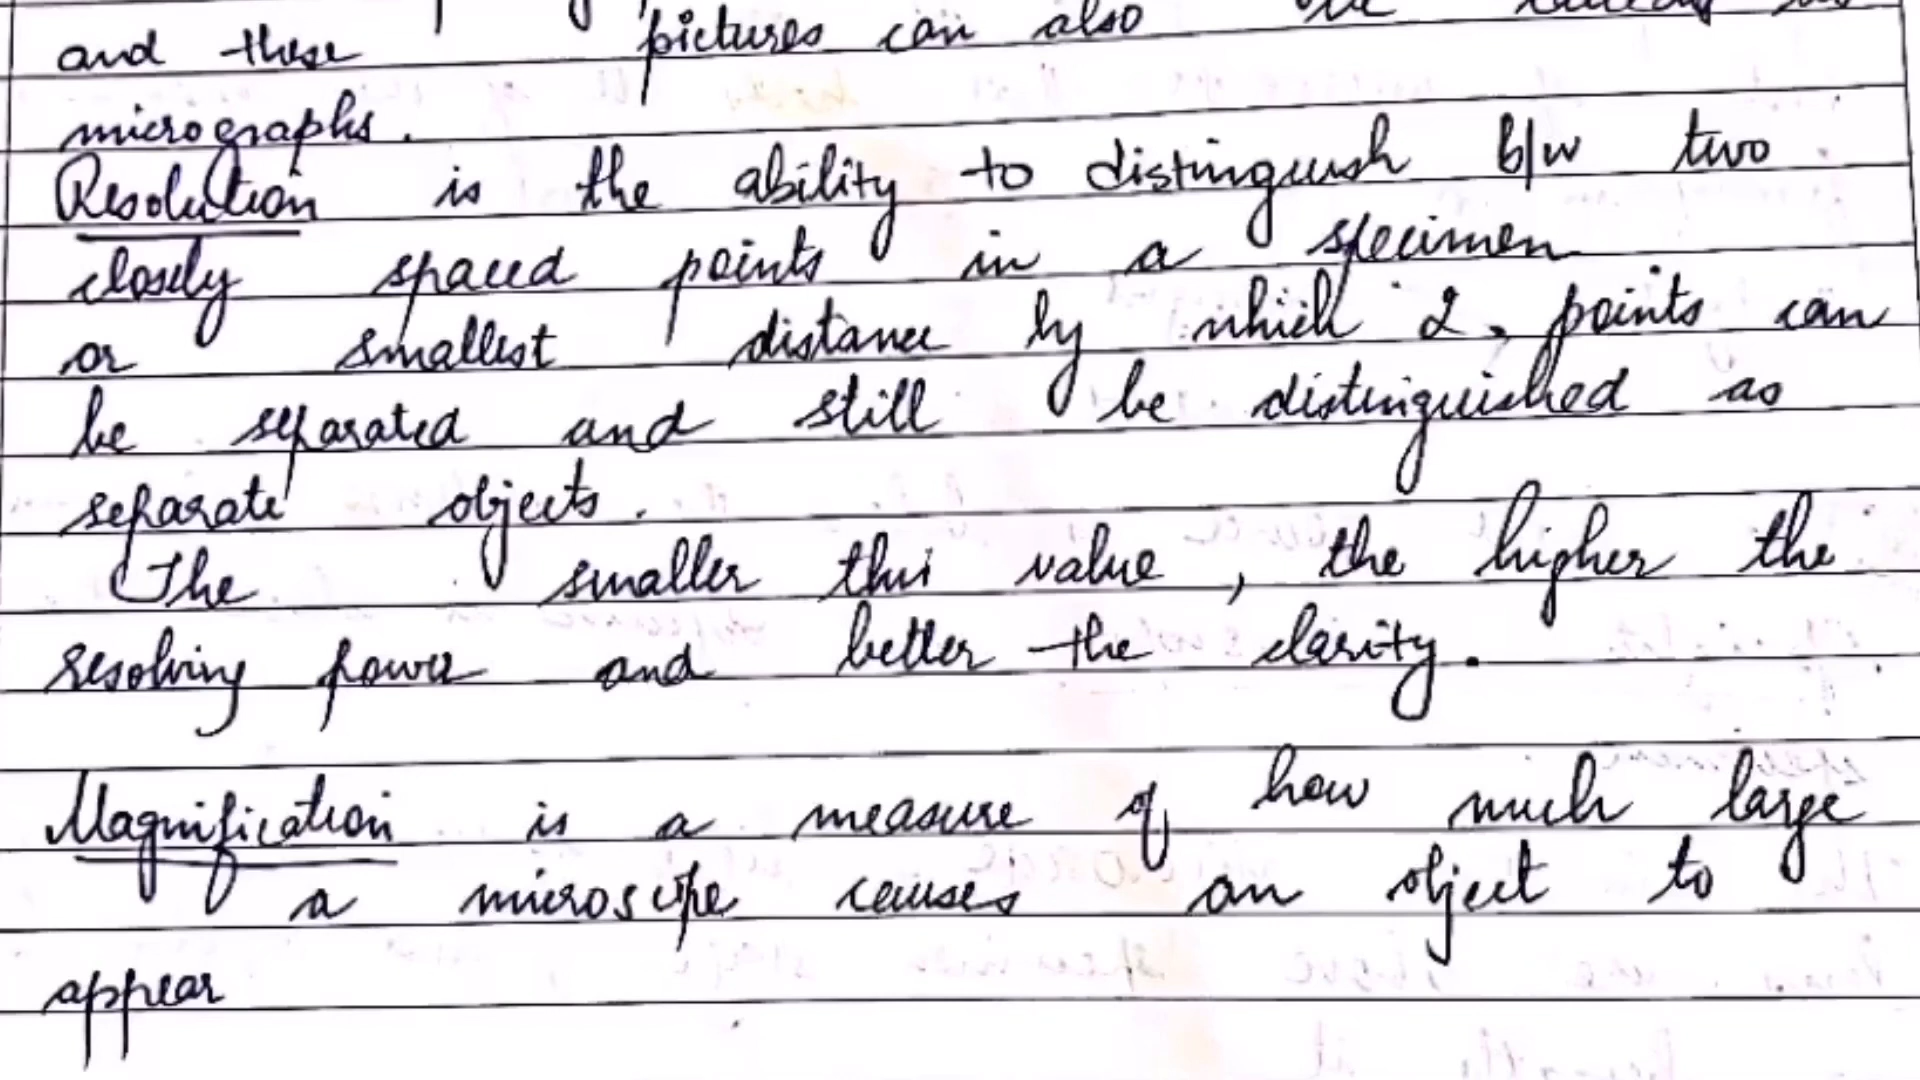 and these pictures can also be
micrographs.
Resolution is the ability to distinguish b/w two
closely spaced points in a specimen
or smallest distance by which 2 points can
be separated and still be distinguished as
separate objects.
The smaller this value, the higher the
resolving power and better the clarity.
Magnification is a measure of how much large
a microscope causes an object to
appear